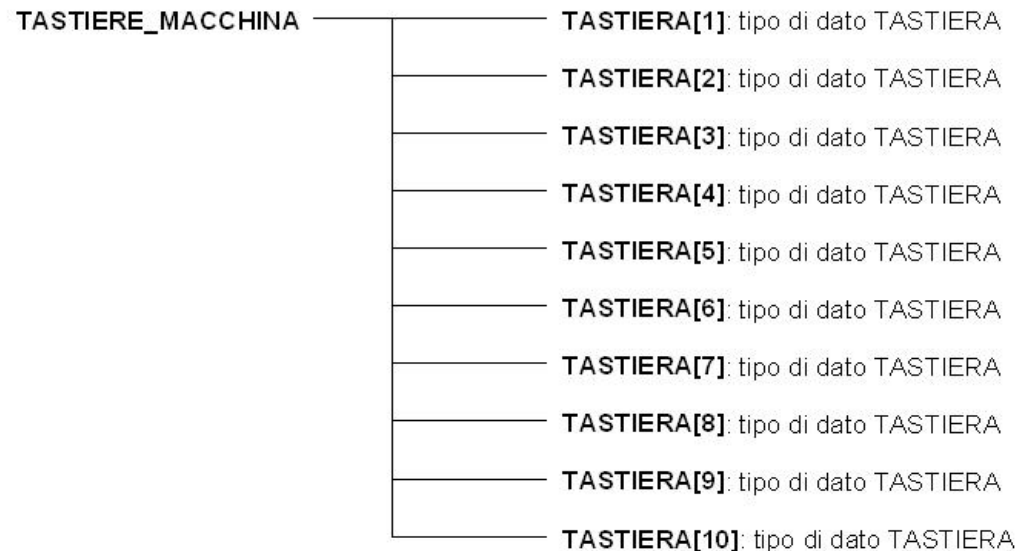 TASTIERE_MACCHINA
TASTIERA[1]: tipo di dato TASTIERA
TASTIERA[2]: tipo di dato TASTIERA
TASTIERA[3]: tipo di dato TASTIERA
TASTIERA[4]: tipo di dato TASTIERA
TASTIERA[5]: tipo di dato TASTIERA
TASTIERA[6]: tipo di dato TASTIERA
TASTIERA[7]: tipo di dato TASTIERA
TASTIERA[8]: tipo di dato TASTIERA
TASTIERA[9]: tipo di dato TASTIERA
TASTIERA[10]: tipo di dato TASTIERA